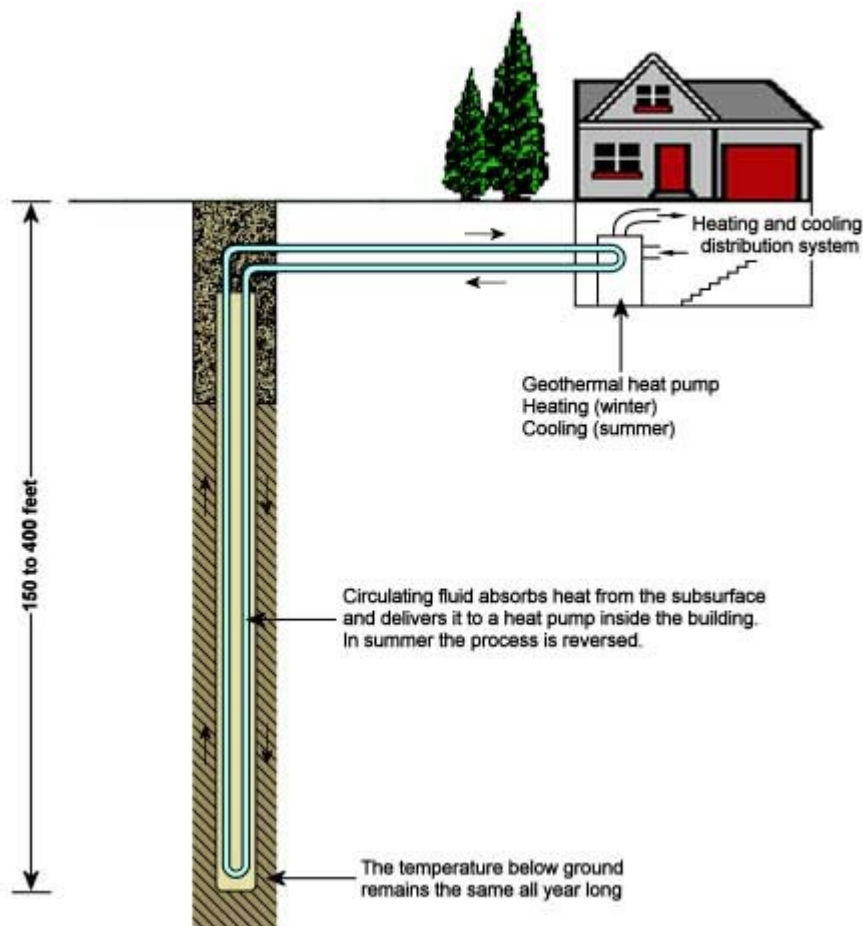 Heating and cooling
distribution system
Geothermal heat pump
Heating (winter)
Cooling (summer)
150 to 400 feet
Circulating fluid absorbs heat from the subsurface
and delivers it to a heat pump inside the building.
In summer the process is reversed.
The temperature below ground
remains the same all year long